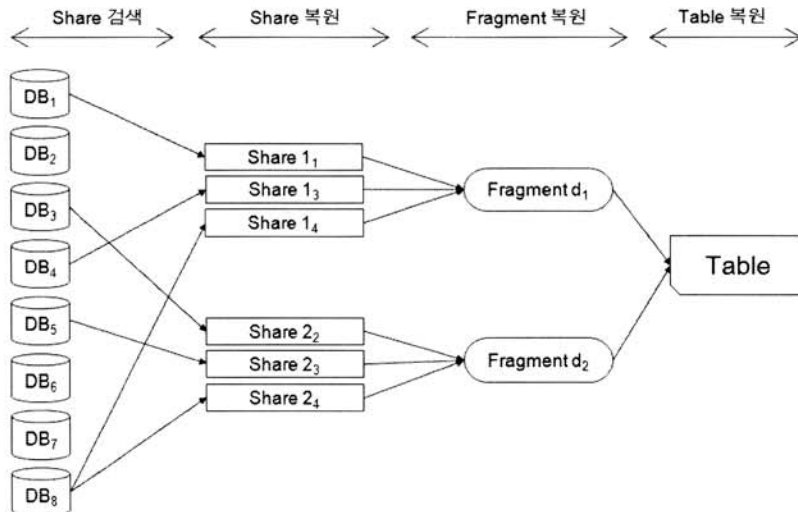 Share 검색 Share 복원 Fragment 복원 Table 복원
DB₁
DB₂
DB₃
DB₄
DB₅
DB₆
DB₇
DB₈
Share 1₁
Share 1₃
Share 1₄
Share 2₂
Share 2₃
Share 2₄
Fragment d₁
Fragment d₂
Table